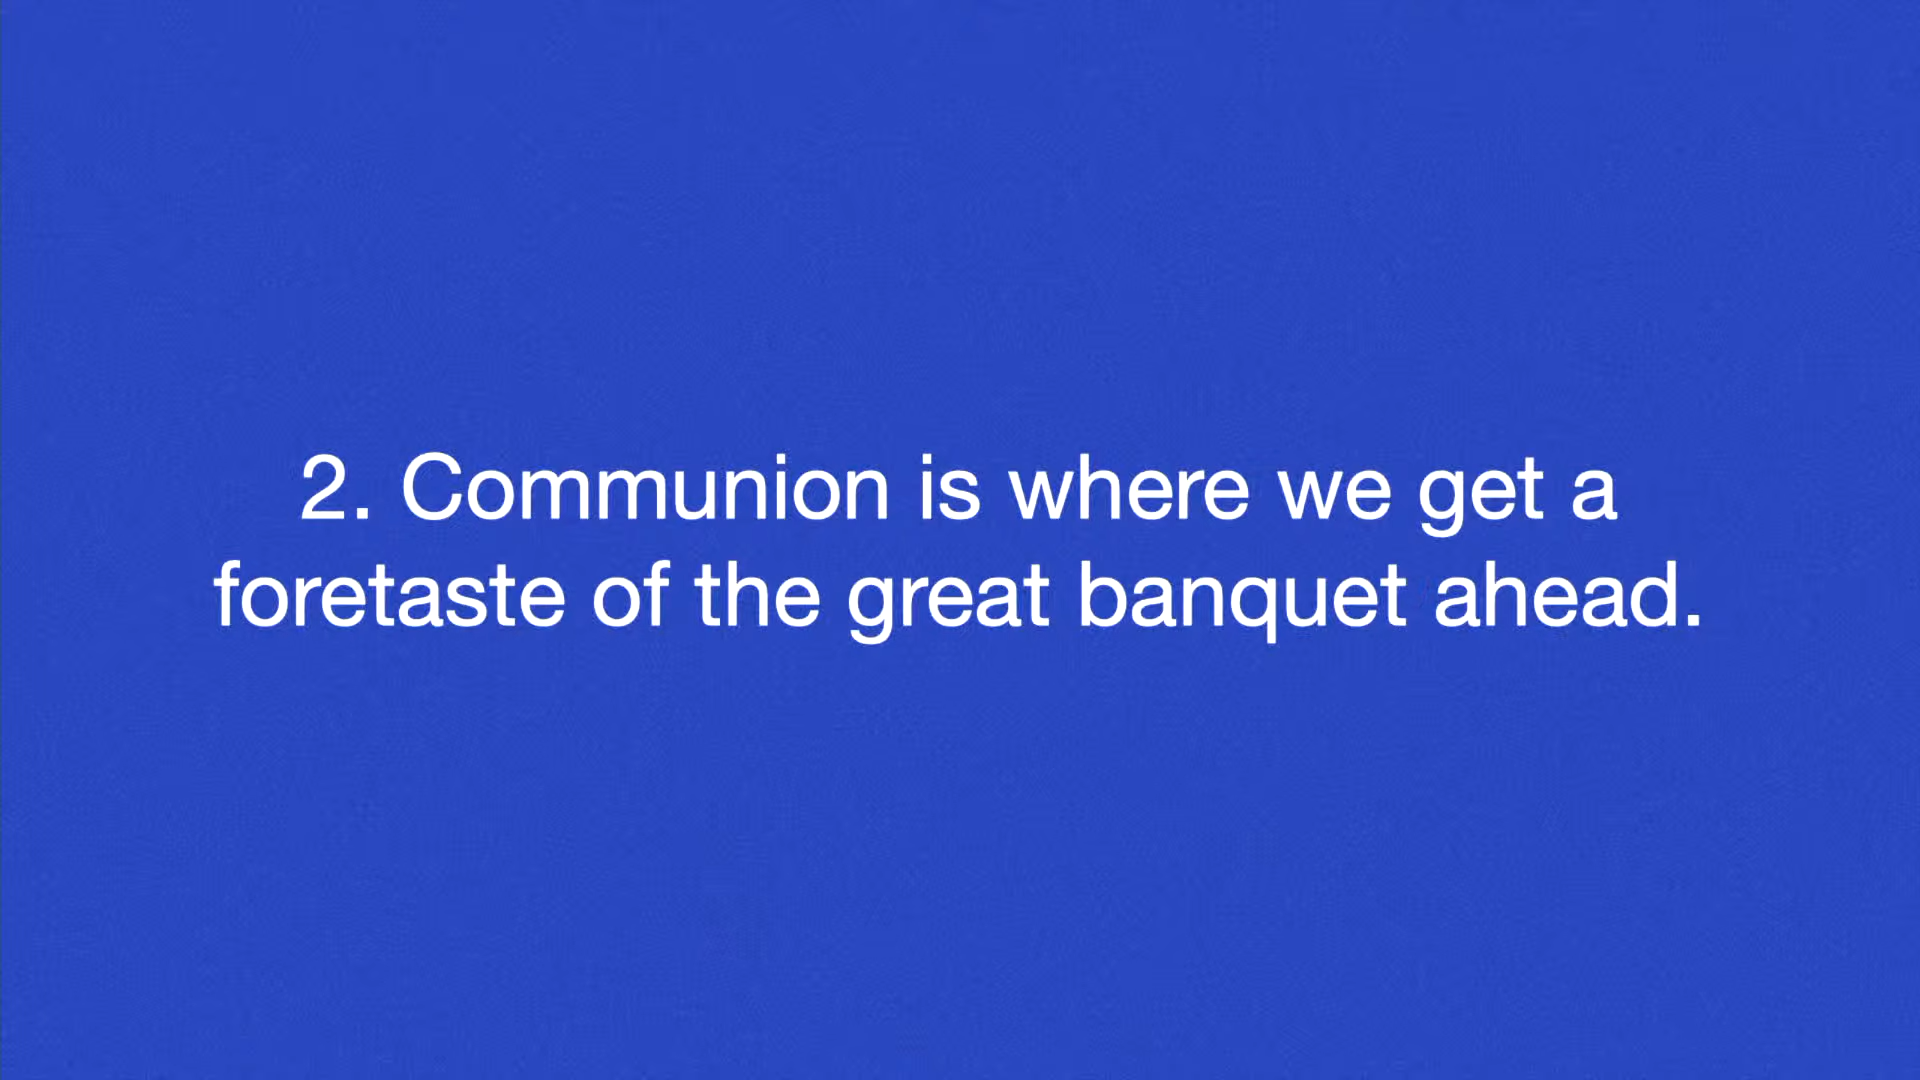 2. Communion is where we get a
foretaste of the great banquet ahead.